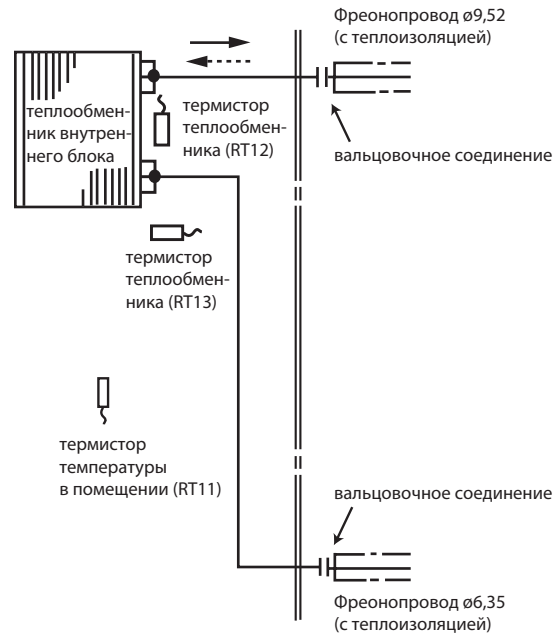 Фреонопровод ø9,52
(с теплоизоляцией)
теплообмен-
ник внутрен-
него блока
термистор
теплообмен-
ника (RT12)
вальцовочное соединение
термистор
теплообмен-
ника (RT13)
термистор
температуры
в помещении (RT11)
вальцовочное соединение
Фреонопровод ø6,35
(с теплоизоляцией)